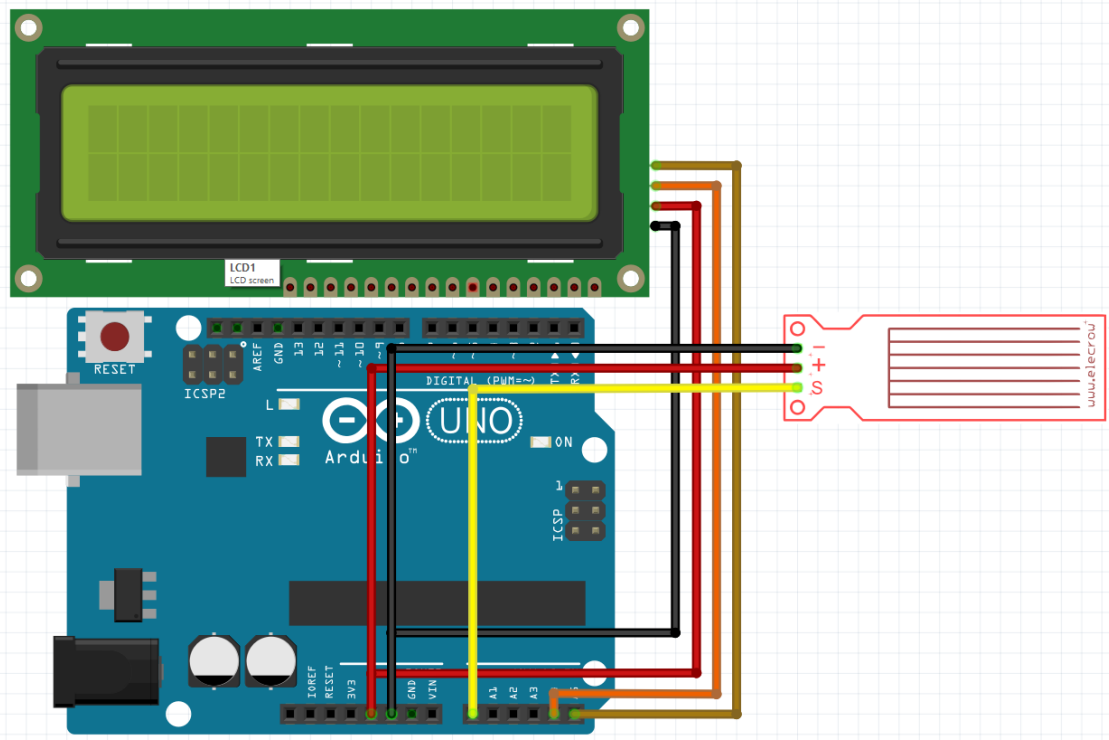 LCD1
LCD screen
RESET
ICSP2
AREF
GND
13
12
~11
~10
~9
DIGITAL (PWM=~)
L
TX
RX
UNO
Arduino™
ON
1
ICSP
-
+
S
www.elecrow
IOREF
RESET
3V3
GND
VIN
A1
A2
A3